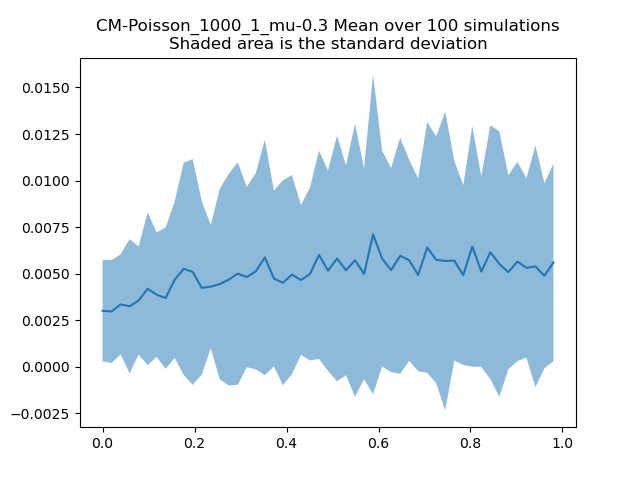 CM-Poisson_1000_1_mu-0.3 Mean over 100 simulations
Shaded area is the standard deviation
0.0150
0.0125
0.0100
0.0075
0.0050
0.0025
0.0000
−0.0025
0.0 0.2 0.4 0.6 0.8 1.0